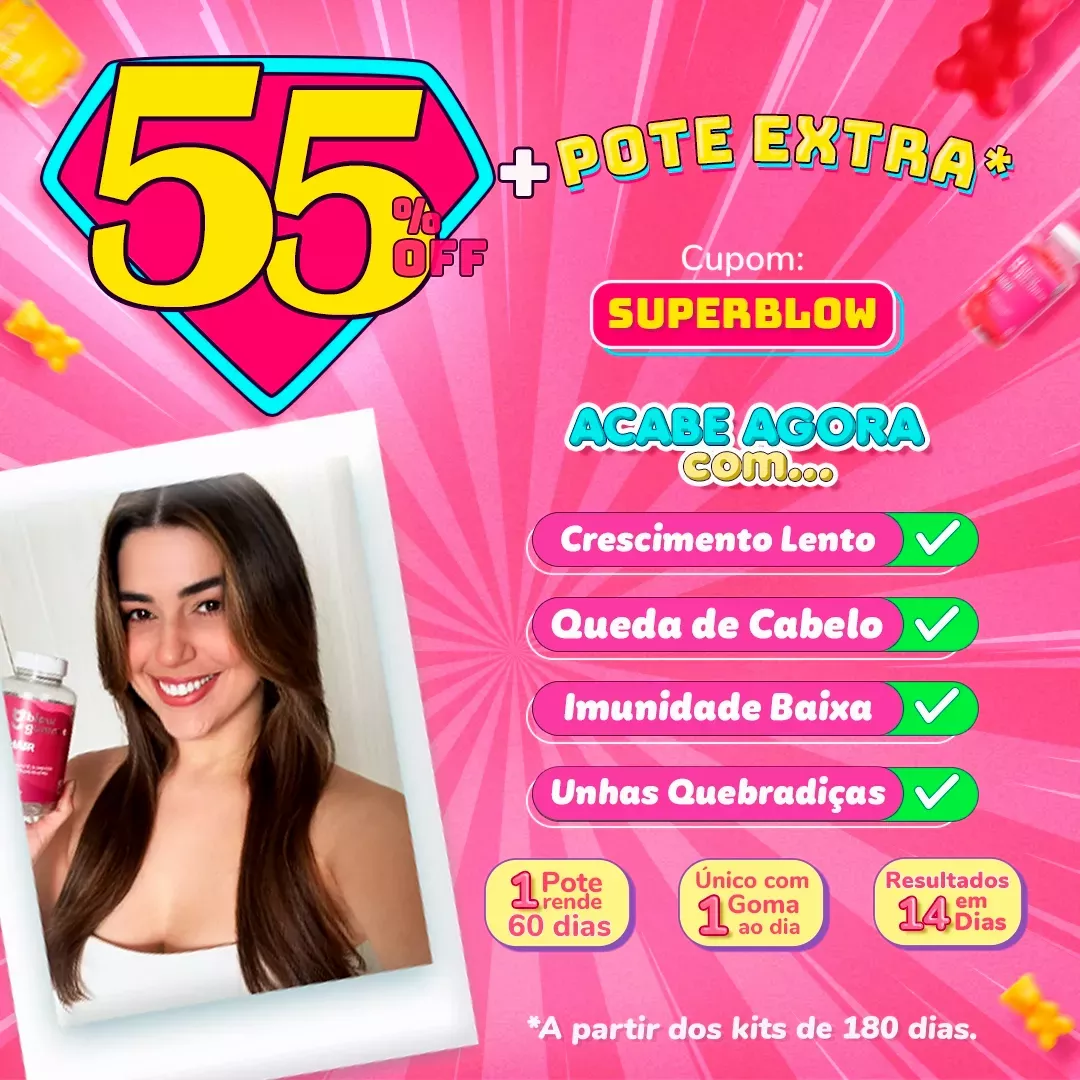 55
%
OFF
+ POTE EXTRA*
Cupom:
SUPERBLOW
ACABE AGORA
com...
Crescimento Lento
Queda de Cabelo
Imunidade Baixa
Unhas Quebradiças
1 Pote
rende
60 dias
Único com
1 Goma
ao dia
Resultados
14 em
Dias
*A partir dos kits de 180 dias.
blow
HAIR